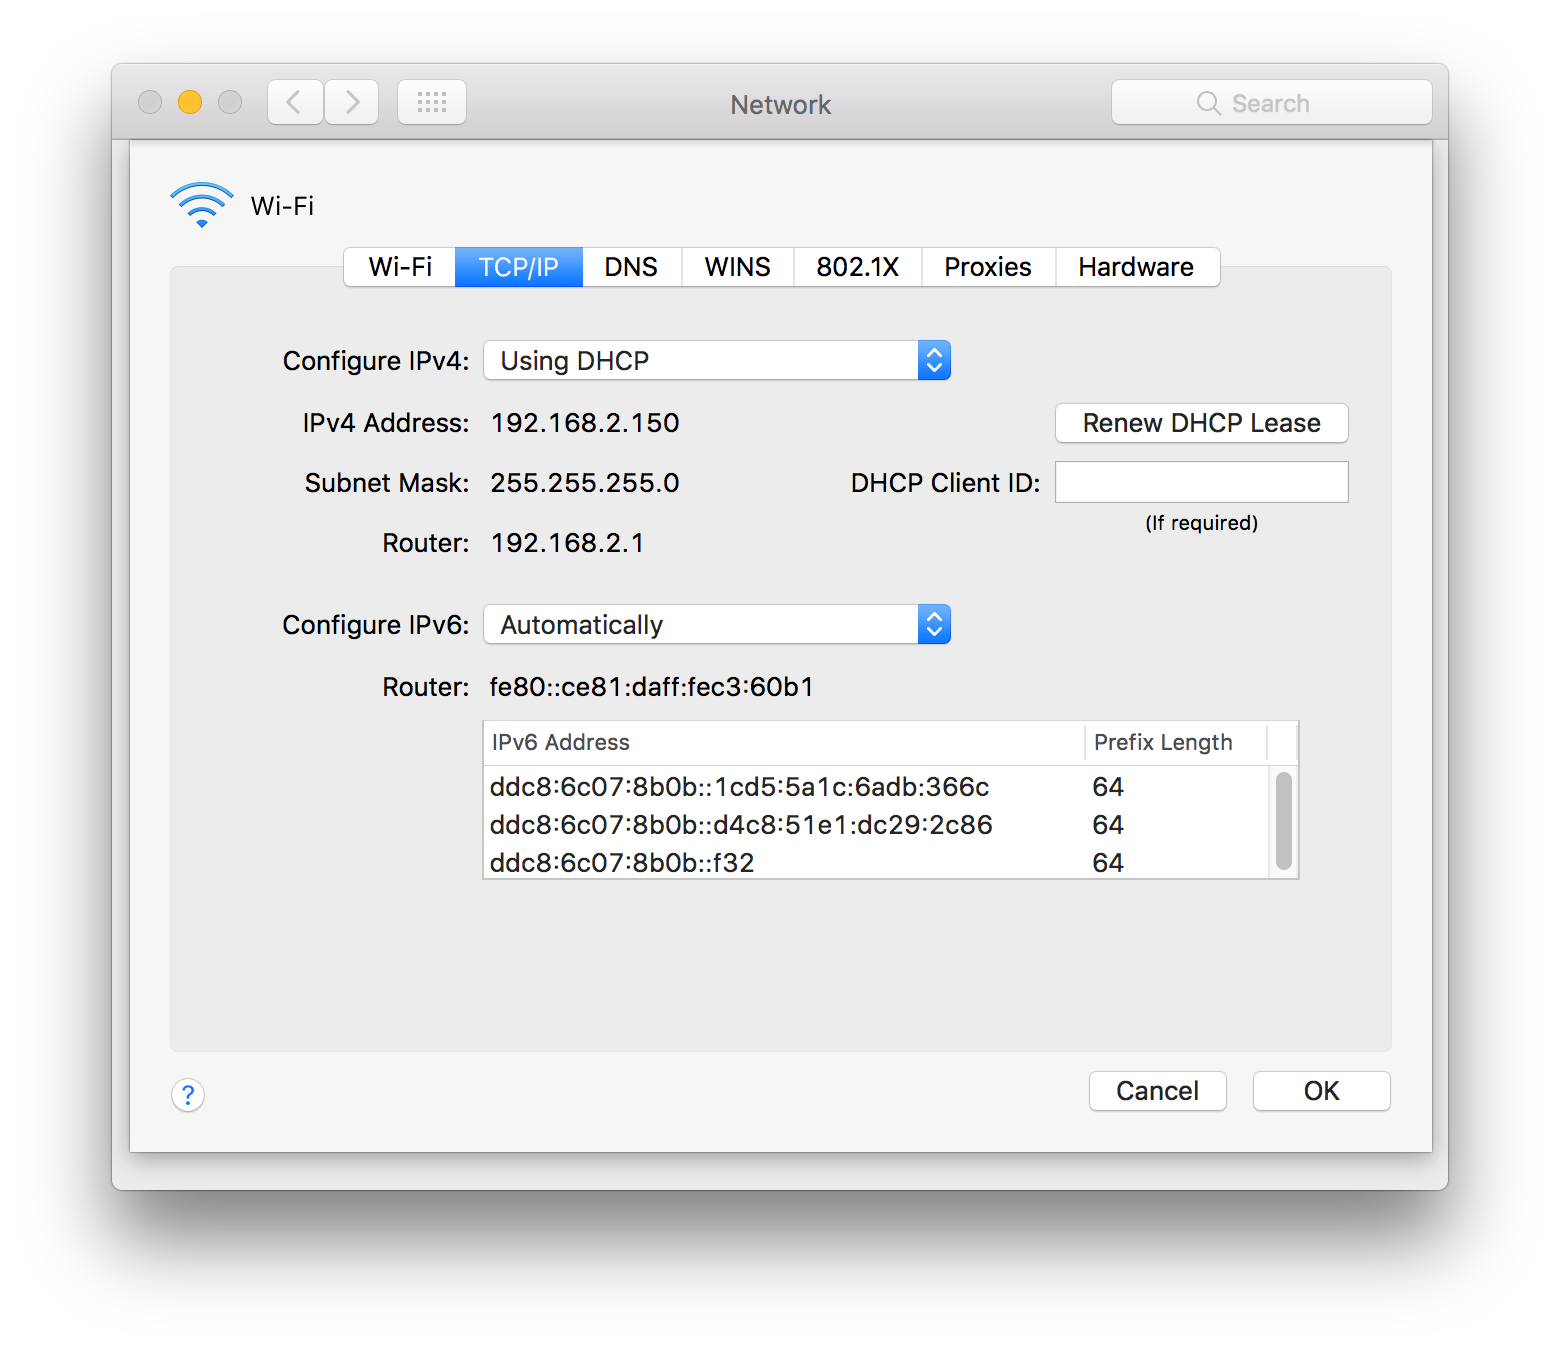 Network
Search
Wi-Fi
Wi-Fi TCP/IP DNS WINS 802.1X Proxies Hardware
Configure IPv4: Using DHCP
IPv4 Address: 192.168.2.150 Renew DHCP Lease
Subnet Mask: 255.255.255.0 DHCP Client ID:
(If required)
Router: 192.168.2.1
Configure IPv6: Automatically
Router: fe80::ce81:daff:fec3:60b1
IPv6 Address Prefix Length
ddc8:6c07:8b0b::1cd5:5a1c:6adb:366c 64
ddc8:6c07:8b0b::d4c8:51e1:dc29:2c86 64
ddc8:6c07:8b0b::f32 64
? Cancel OK